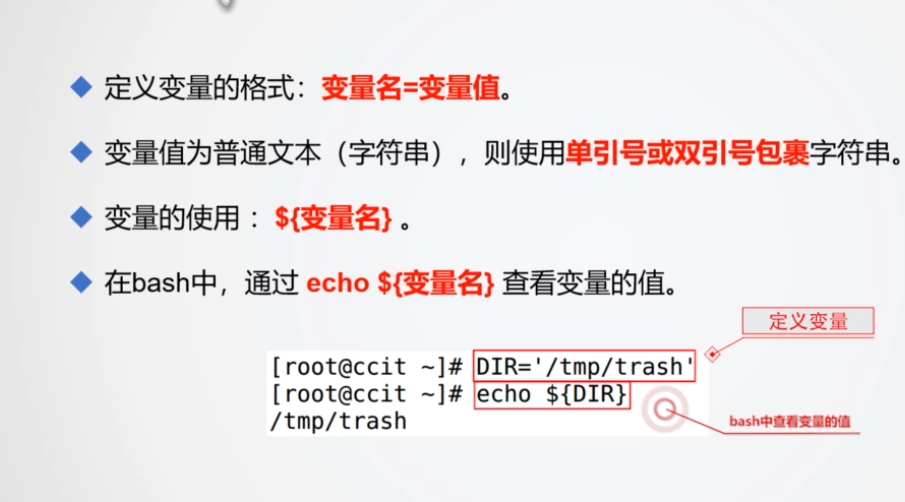 定义变量的格式：变量名=变量值。
变量值为普通文本（字符串），则使用单引号或双引号包裹字符串。
变量的使用：${变量名} 。
在bash中，通过 echo ${变量名} 查看变量的值。
定义变量
[root@ccit ~]# DIR='/tmp/trash'
[root@ccit ~]# echo ${DIR}
/tmp/trash
bash中查看变量的值